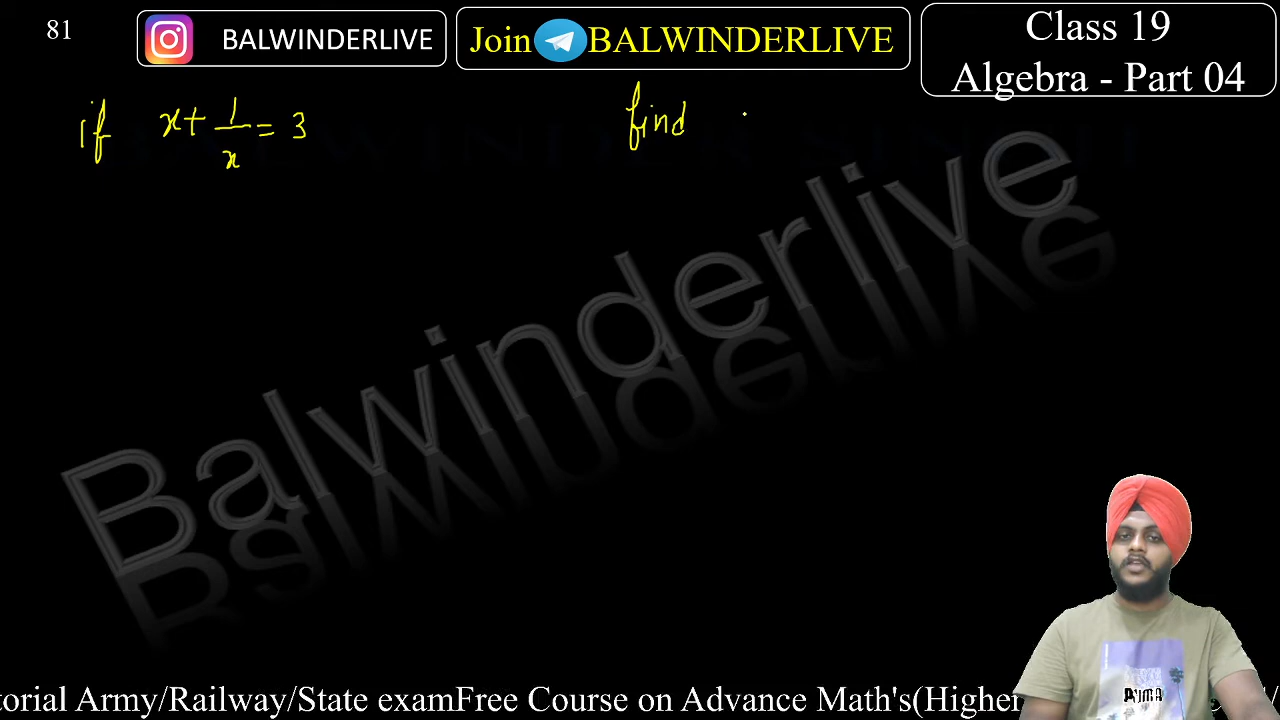 81
BALWINDERLIVE
Join BALWINDERLIVE
Class 19
Algebra - Part 04
if x + 1/x = 3 find
Balwinderlive
torial Army/Railway/State examFree Course on Advance Math's(Higher
PUMA